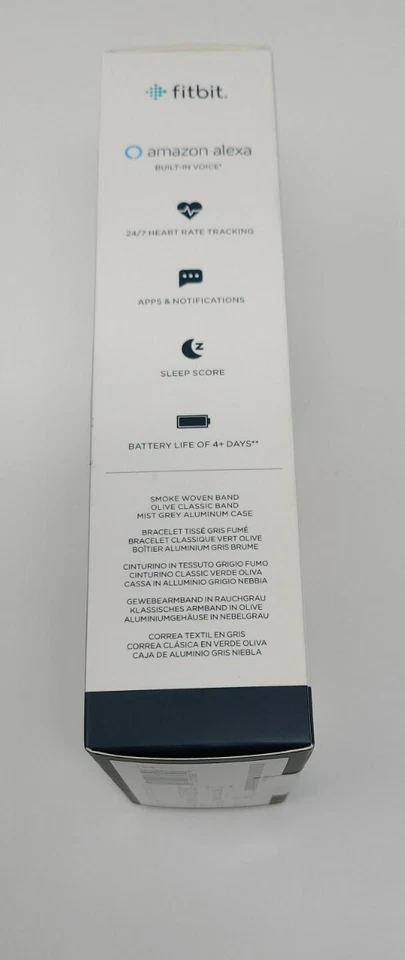 fitbit.
amazon alexa
BUILT-IN VOICE*
24/7 HEART RATE TRACKING
APPS & NOTIFICATIONS
z
SLEEP SCORE
BATTERY LIFE OF 4+ DAYS**
SMOKE WOVEN BAND
OLIVE CLASSIC BAND
MIST GREY ALUMINUM CASE
BRACELET TISSÉ GRIS FUMÉ
BRACELET CLASSIQUE VERT OLIVE
BOÎTIER ALUMINIUM GRIS BRUME
CINTURINO IN TESSUTO GRIGIO FUMO
CINTURINO CLASSIC VERDE OLIVA
CASSA IN ALLUMINIO GRIGIO NEBBIA
GEWEBEARMBAND IN RAUCHGRAU
KLASSISCHES ARMBAND IN OLIVE
ALUMINIUMGEHÄUSE IN NEBELGRAU
CORREA TEXTIL EN GRIS
CORREA CLÁSICA EN VERDE OLIVA
CAJA DE ALUMINIO GRIS NIEBLA